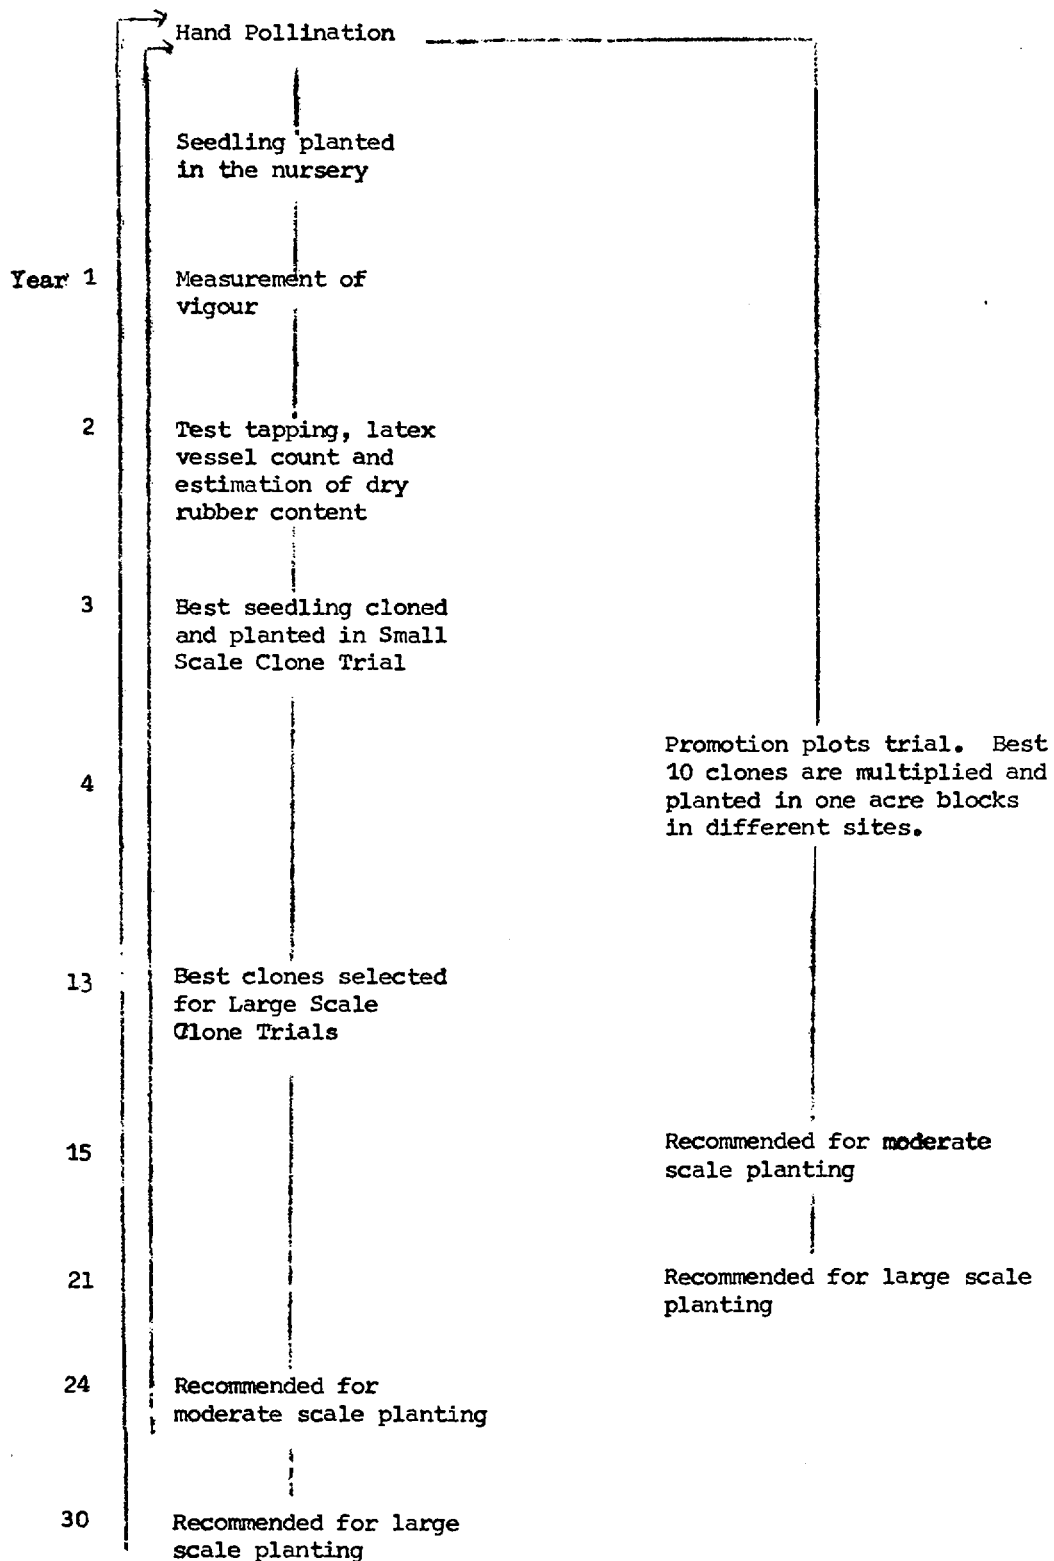 Hand Pollination
Seedling planted
in the nursery
Year 1
Measurement of
vigour
2
Test tapping, latex
vessel count and
estimation of dry
rubber content
3
Best seedling cloned
and planted in Small
Scale Clone Trial
4
Promotion plots trial. Best
10 clones are multiplied and
planted in one acre blocks
in different sites.
13
Best clones selected
for Large Scale
Clone Trials
15
Recommended for moderate
scale planting
21
Recommended for large scale
planting
24
Recommended for
moderate scale planting
30
Recommended for large
scale planting